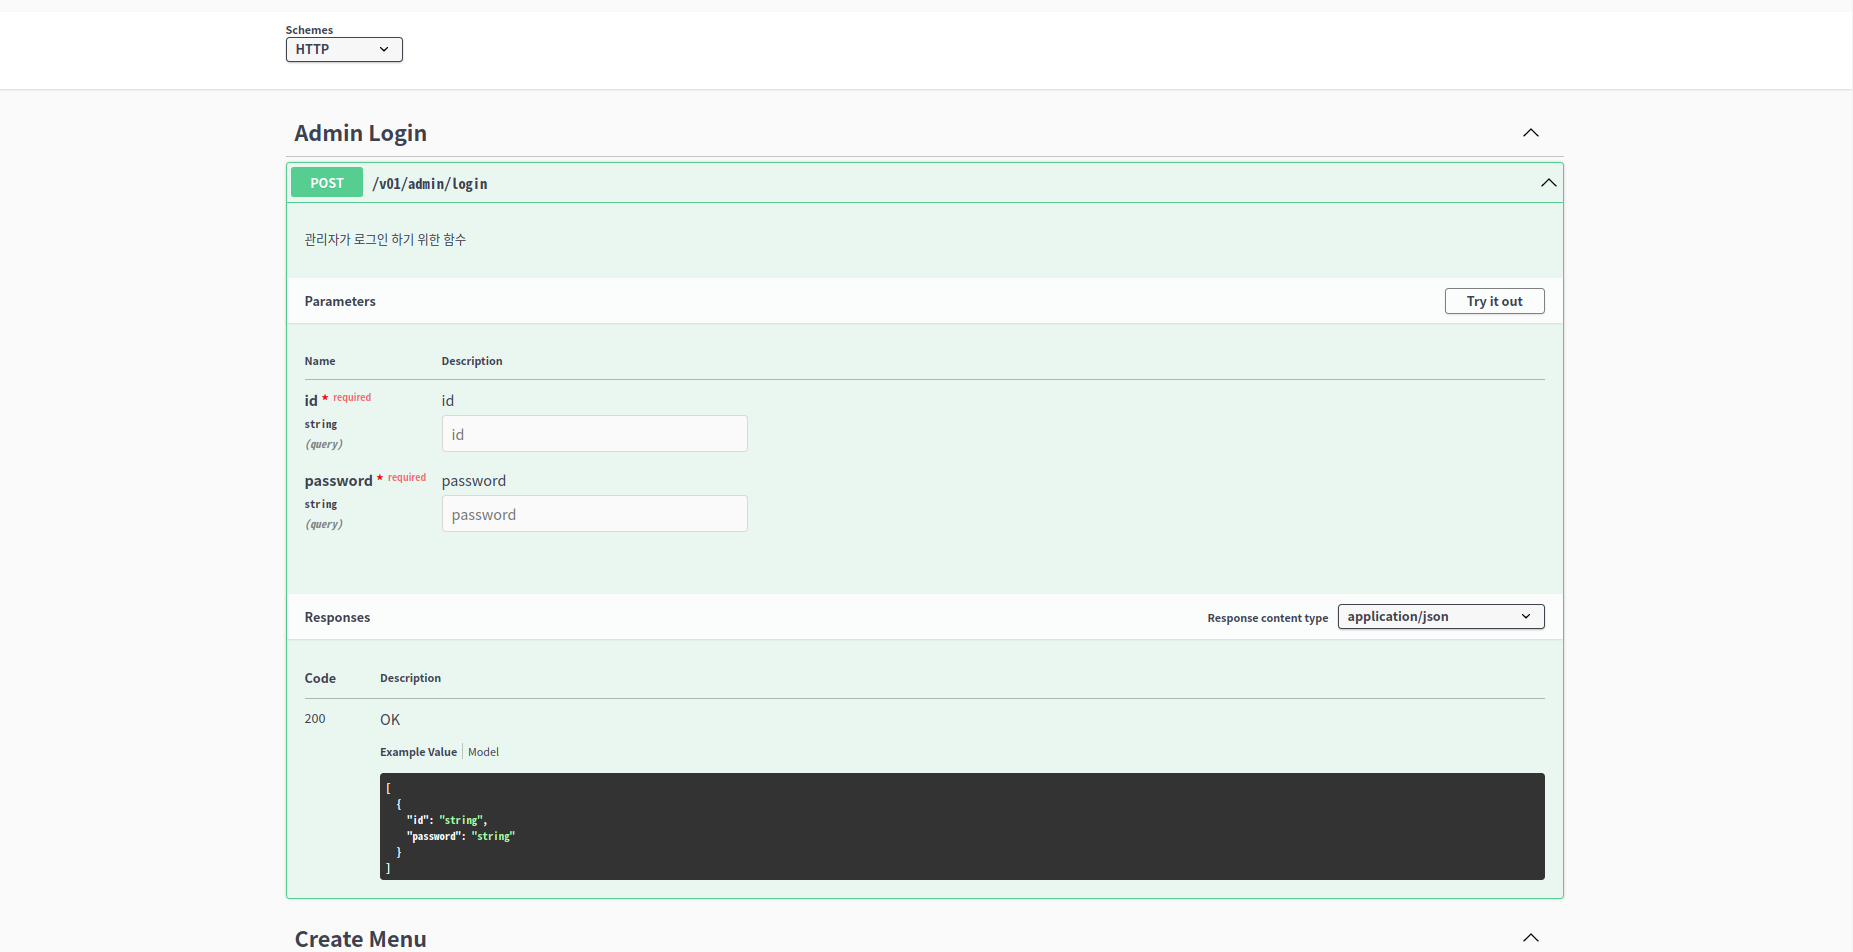 Schemes
HTTP
Admin Login
POST /v01/admin/login
관리자가 로그인 하기 위한 함수
Parameters
Try it out
Name Description
id * required id
string
(query)
id
password * required password
string
(query)
password
Responses
Response content type application/json
Code Description
200 OK
Example Value Model
[
{
"id": "string",
"password": "string"
}
]
Create Menu